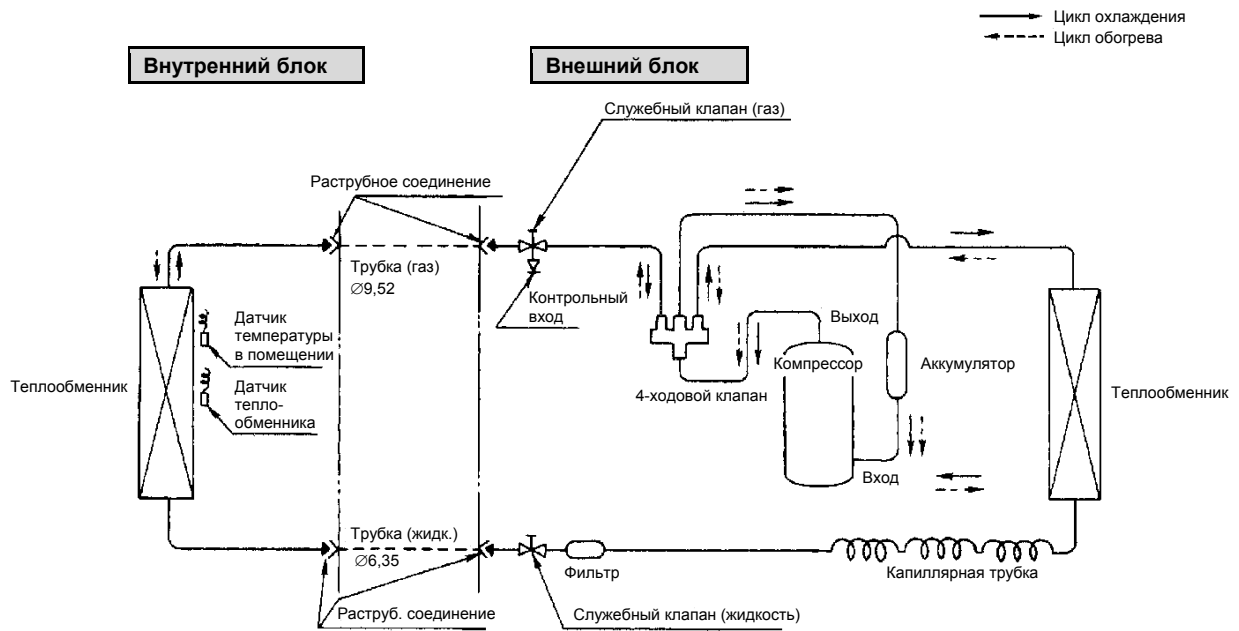 Цикл охлаждения
Цикл обогрева
Внутренний блок
Внешний блок
Служебный клапан (газ)
Раструбное соединение
Трубка (газ)
∅9,52
Контрольный
вход
Датчик
температуры
в помещении
Выход
Компрессор
Аккумулятор
4-ходовой клапан
Теплообменник
Датчик
тепло-
обменника
Теплообменник
Вход
Трубка (жидк.)
∅6,35
Фильтр
Капиллярная трубка
Раструб. соединение
Служебный клапан (жидкость)